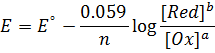 E = E° − 0.059/n log [Red]^b/[Ox]^a